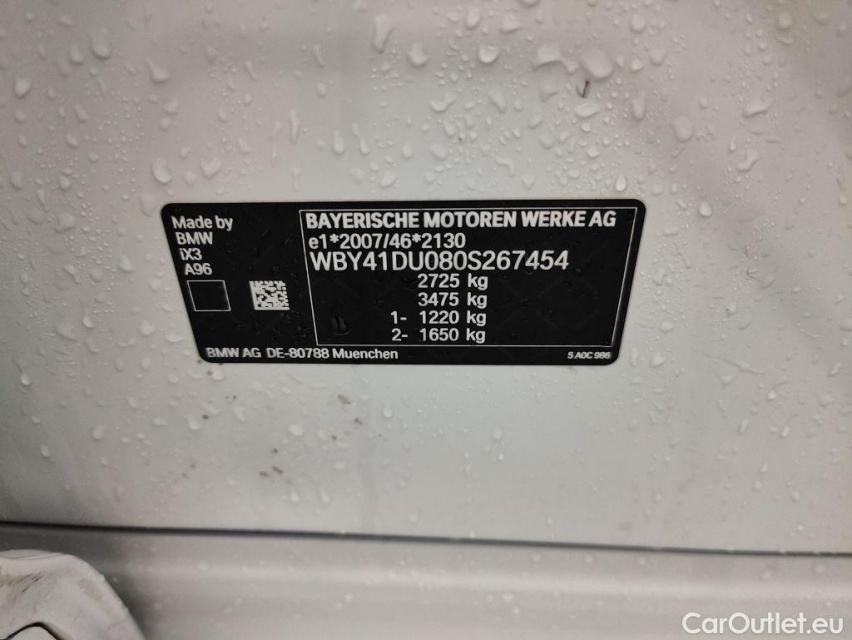 Made by
BMW
iX3
A96
BAYERISCHE MOTOREN WERKE AG
e1*2007/46*2130
WBY41DU080S267454
2725 kg
3475 kg
1- 1220 kg
2- 1650 kg
BMW AG DE-80788 Muenchen
5 A0C 986
CarOutlet.eu